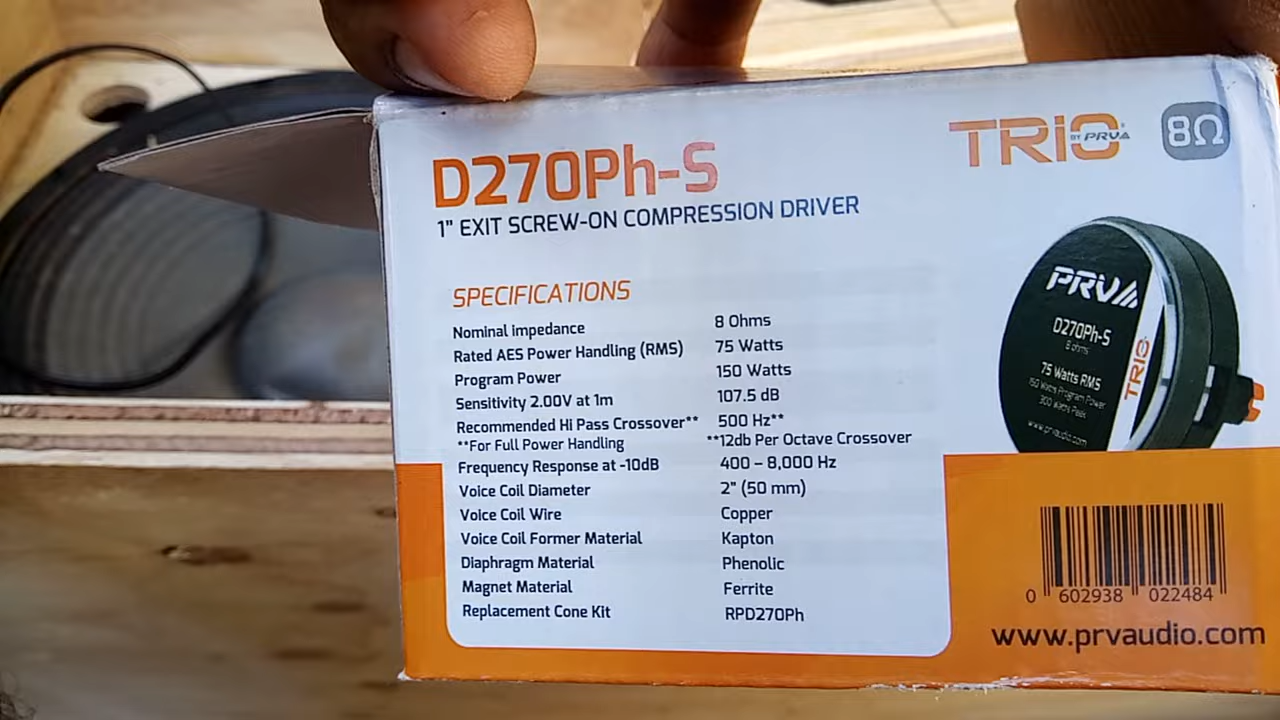 D270Ph-S
1" EXIT SCREW-ON COMPRESSION DRIVER
TRiO BY PRVA®
8Ω
SPECIFICATIONS
Nominal impedance 8 Ohms
Rated AES Power Handling (RMS) 75 Watts
Program Power 150 Watts
Sensitivity 2.00V at 1m 107.5 dB
Recommended Hi Pass Crossover** 500 Hz**
**For Full Power Handling **12db Per Octave Crossover
Frequency Response at -10dB 400 – 8,000 Hz
Voice Coil Diameter 2" (50 mm)
Voice Coil Wire Copper
Voice Coil Former Material Kapton
Diaphragm Material Phenolic
Magnet Material Ferrite
Replacement Cone Kit RPD270Ph
PRVA
D270Ph-S
8 ohms
75 Watts RMS
150 Watts Program Power
300 Watts Peak
www.prvaudio.com
TRiO
0 602938 022484
www.prvaudio.com